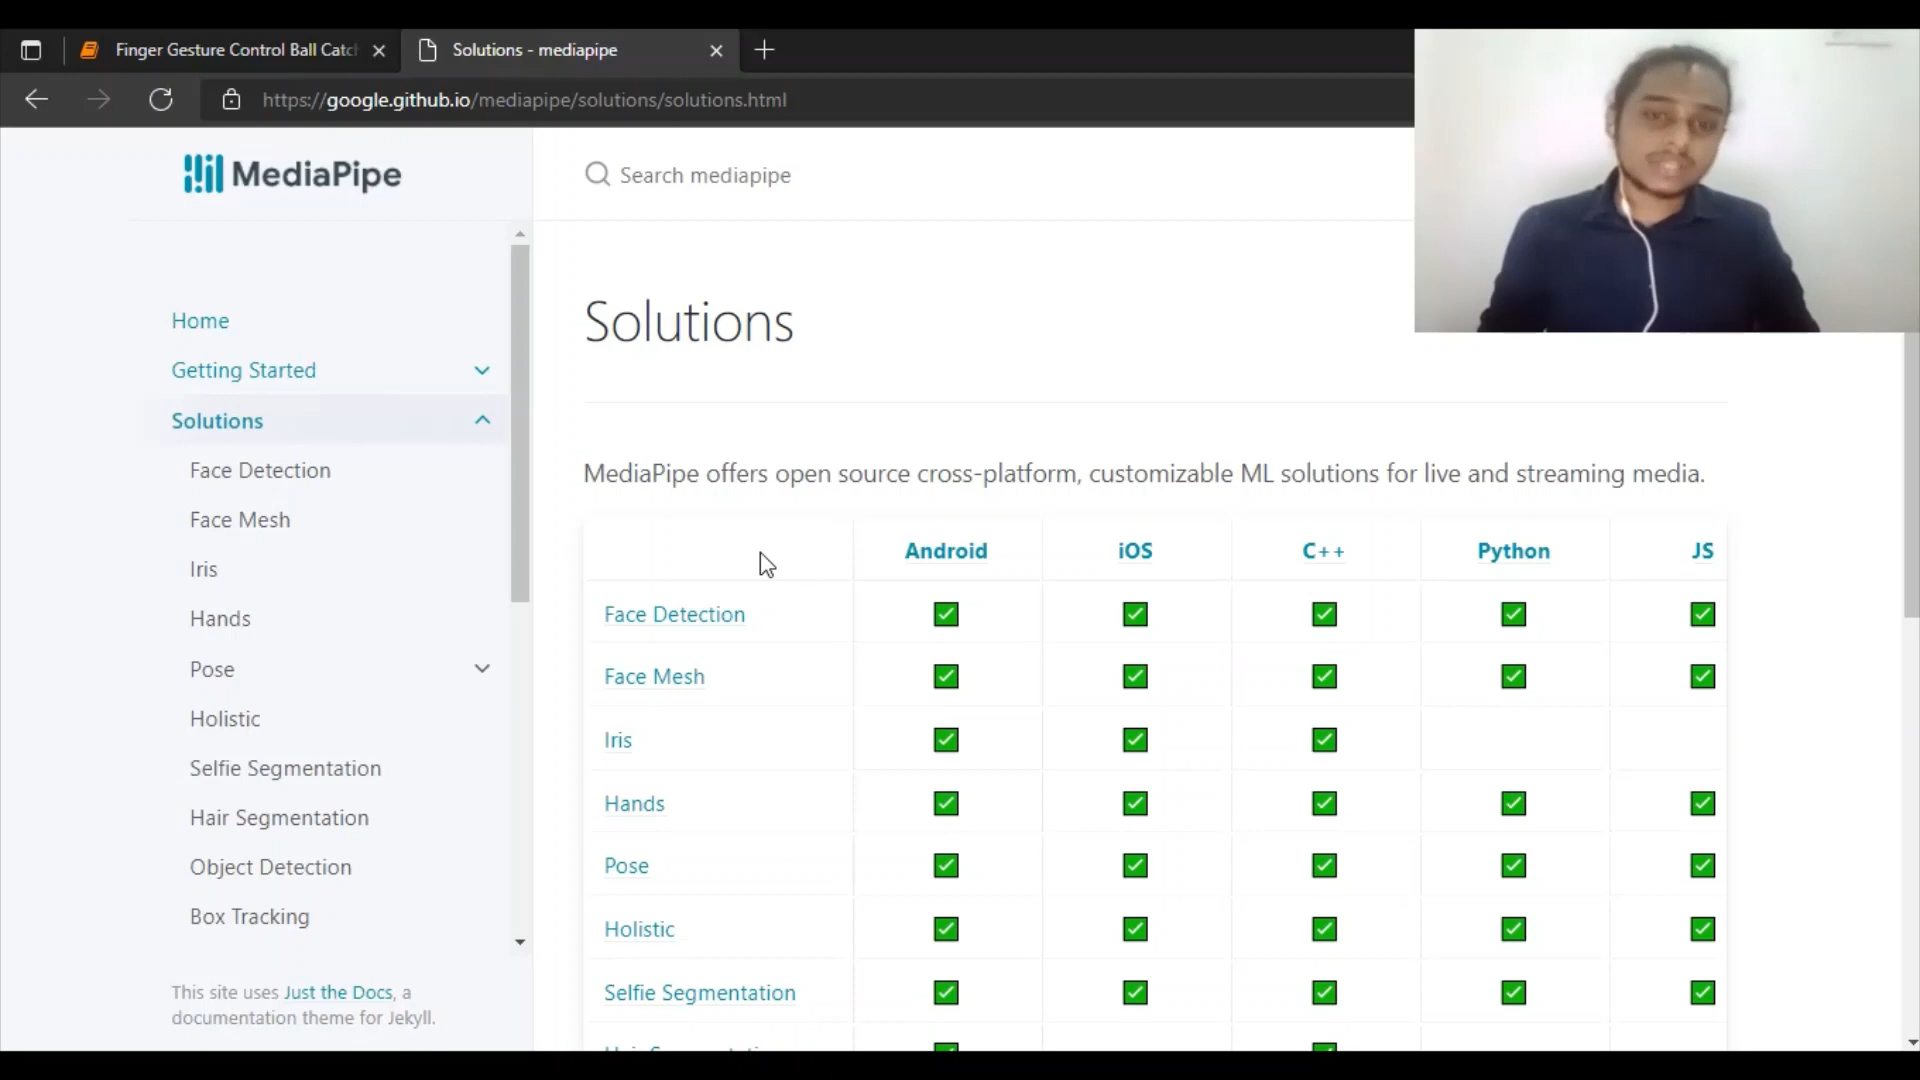 Finger Gesture Control Ball Catc
Solutions - mediapipe
https://google.github.io/mediapipe/solutions/solutions.html
MediaPipe
Search mediapipe
Home
Getting Started
Solutions
Face Detection
Face Mesh
Iris
Hands
Pose
Holistic
Selfie Segmentation
Hair Segmentation
Object Detection
Box Tracking
This site uses Just the Docs, a
documentation theme for Jekyll.
Solutions
MediaPipe offers open source cross-platform, customizable ML solutions for live and streaming media.
Android iOS C++ Python JS
Face Detection ✅ ✅ ✅ ✅ ✅
Face Mesh ✅ ✅ ✅ ✅ ✅
Iris ✅ ✅ ✅
Hands ✅ ✅ ✅ ✅ ✅
Pose ✅ ✅ ✅ ✅ ✅
Holistic ✅ ✅ ✅ ✅ ✅
Selfie Segmentation ✅ ✅ ✅ ✅ ✅